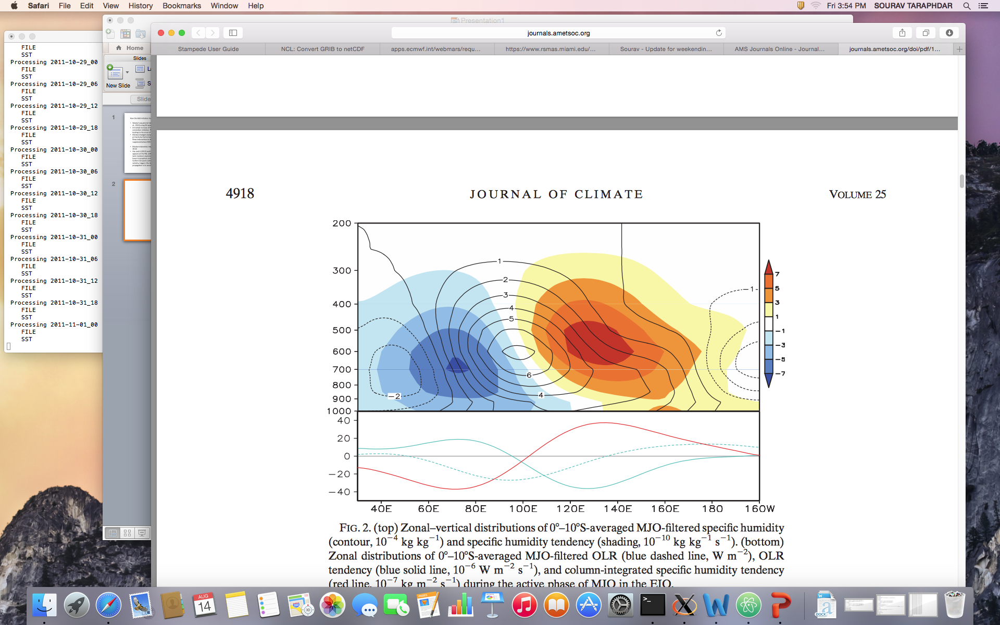 Safari File Edit View History Bookmarks Window Help
Fri 3:54 PM SOURAV TARAPHDAR
Presentation1
FILE
SST
Processing 2011-10-29_00
FILE
SST
Processing 2011-10-29_06
FILE
SST
Processing 2011-10-29_12
FILE
SST
Processing 2011-10-29_18
FILE
SST
Processing 2011-10-30_00
FILE
SST
Processing 2011-10-30_06
FILE
SST
Processing 2011-10-30_12
FILE
SST
Processing 2011-10-30_18
FILE
SST
Processing 2011-10-31_00
FILE
SST
Processing 2011-10-31_06
FILE
SST
Processing 2011-10-31_12
FILE
SST
Processing 2011-10-31_18
FILE
SST
Processing 2011-11-01_00
FILE
SST
Home
Slides
New Slide
Slide
1
2
journals.ametsoc.org
Stampede User Guide
NCL: Convert GRIB to netCDF
apps.ecmwf.int/webmars/requ...
https://www.rsmas.miami.edu/...
Sourav - Update for weekendin...
AMS Journals Online - Journal...
journals.ametsoc.org/doi/pdf/1...
4918 JOURNAL OF CLIMATE VOLUME 25
200
300
400
500
600
700
800
900
1000
1
2
3
4
5
6
4
-2
-1
7
5
3
1
-1
-3
-5
-7
40
20
0
-20
-40
40E 60E 80E 100E 120E 140E 160E 180 160W
FIG. 2. (top) Zonal–vertical distributions of 0°–10°S-averaged MJO-filtered specific humidity
(contour, 10⁻⁴ kg kg⁻¹) and specific humidity tendency (shading, 10⁻¹⁰ kg kg⁻¹ s⁻¹). (bottom)
Zonal distributions of 0°–10°S-averaged MJO-filtered OLR (blue dashed line, W m⁻²), OLR
tendency (blue solid line, 10⁻⁶ W m⁻² s⁻¹), and column-integrated specific humidity tendency
(red line, 10⁻⁷ kg m⁻² s⁻¹) during the active phase of MJO in the EIO.
AUG
14
3D
PAGES
DOCX